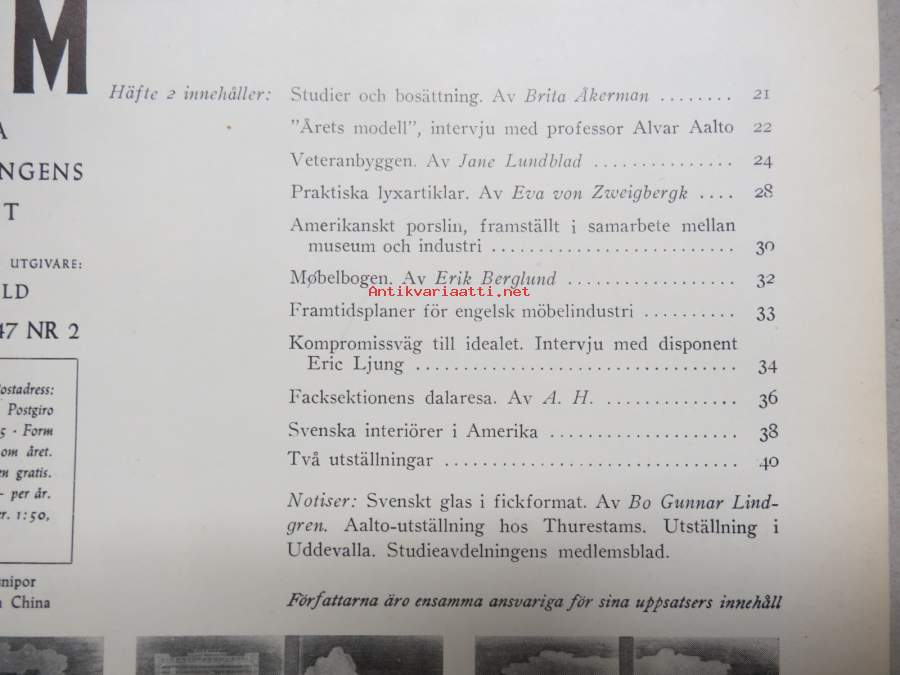 M
Häfte 2 innehåller:
Studier och bosättning. Av Brita Åkerman ........ 21
"Årets modell", intervju med professor Alvar Aalto 22
Veteranbyggen. Av Jane Lundblad ............... 24
Praktiska lyxartiklar. Av Eva von Zweigbergk .... 28
Amerikanskt porslin, framställt i samarbete mellan
museum och industri .......................... 30
Møbelbogen. Av Erik Berglund .................. 32
Antikvariaatti.net
Framtidsplaner för engelsk möbelindustri .......... 33
Kompromissväg till idealet. Intervju med disponent
Eric Ljung .................................. 34
Facksektionens dalaresa. Av A. H. .............. 36
Svenska interiörer i Amerika .................... 38
Två utställningar ............................... 40
Notiser: Svenskt glas i fickformat. Av Bo Gunnar Lind-
gren. Aalto-utställning hos Thurestams. Utställning i
Uddevalla. Studieavdelningens medlemsblad.
Författarna äro ensamma ansvariga för sina uppsatsers innehåll
A
NGENS
T
UTGIVARE:
LD
47 NR 2
ostadress:
Postgiro
5 · Form
om året.
en gratis.
- per år.
er. 1:50,
nipor
China